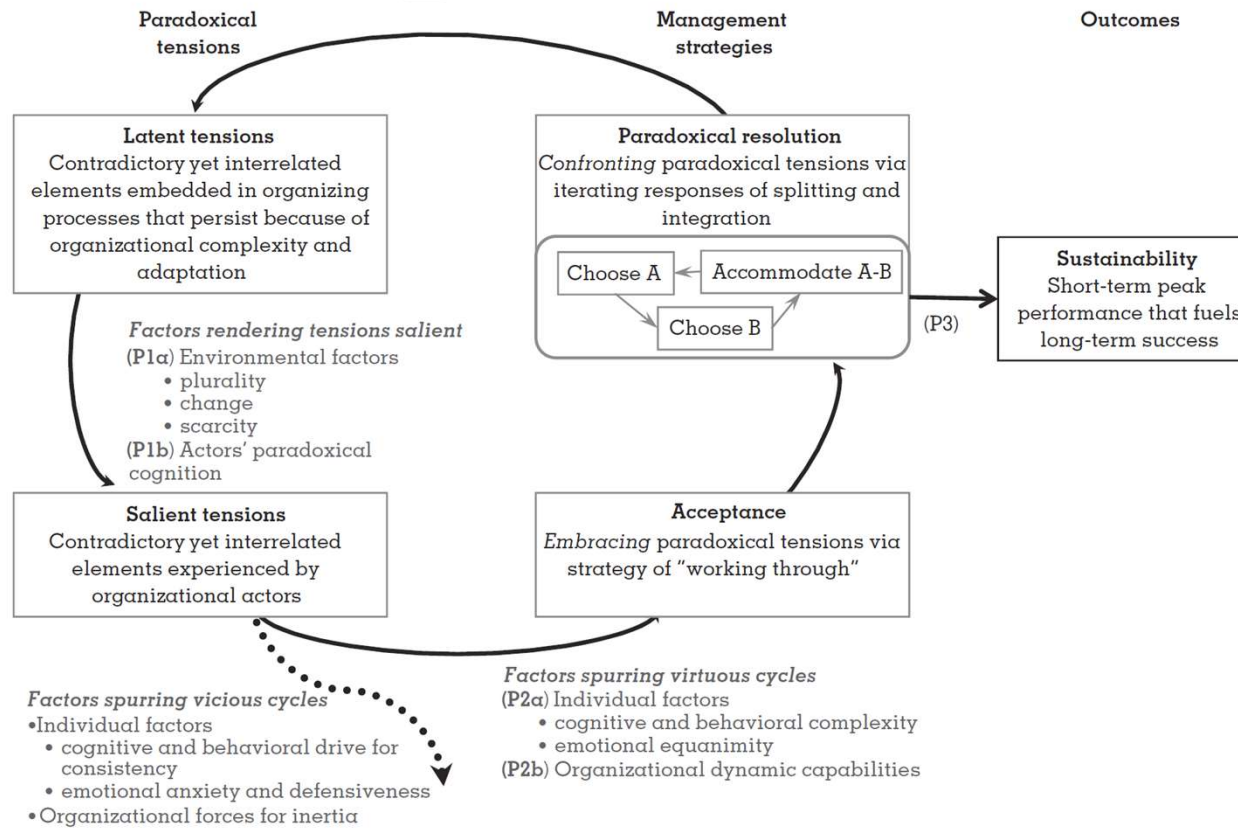 Paradoxical
tensions
Management
strategies
Outcomes
Latent tensions
Contradictory yet interrelated
elements embedded in organizing
processes that persist because of
organizational complexity and
adaptation
Paradoxical resolution
Confronting paradoxical tensions via
iterating responses of splitting and
integration
Choose A
Accommodate A-B
Choose B
(P3)
Sustainability
Short-term peak
performance that fuels
long-term success
Factors rendering tensions salient
(P1a) Environmental factors
• plurality
• change
• scarcity
(P1b) Actors’ paradoxical
cognition
Salient tensions
Contradictory yet interrelated
elements experienced by
organizational actors
Acceptance
Embracing paradoxical tensions via
strategy of “working through”
Factors spurring vicious cycles
•Individual factors
• cognitive and behavioral drive for
consistency
• emotional anxiety and defensiveness
•Organizational forces for inertia
Factors spurring virtuous cycles
(P2a) Individual factors
• cognitive and behavioral complexity
• emotional equanimity
(P2b) Organizational dynamic capabilities